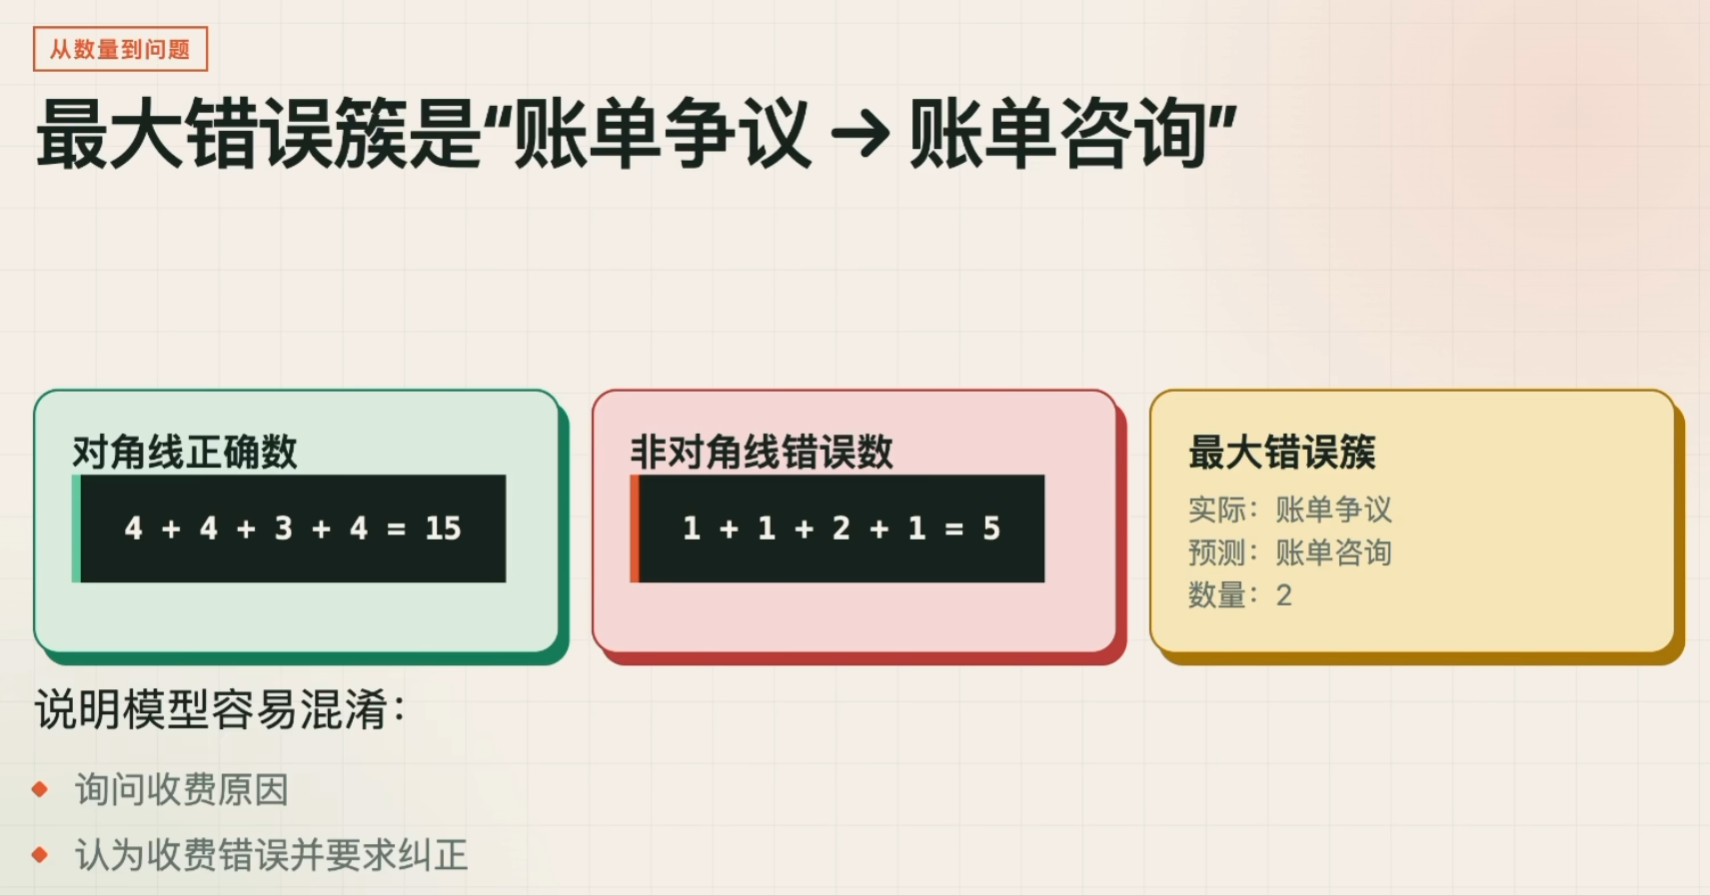 从数量到问题
最大错误簇是“账单争议 → 账单咨询”
对角线正确数
4 + 4 + 3 + 4 = 15
非对角线错误数
1 + 1 + 2 + 1 = 5
最大错误簇
实际：账单争议
预测：账单咨询
数量：2
说明模型容易混淆：
询问收费原因
认为收费错误并要求纠正